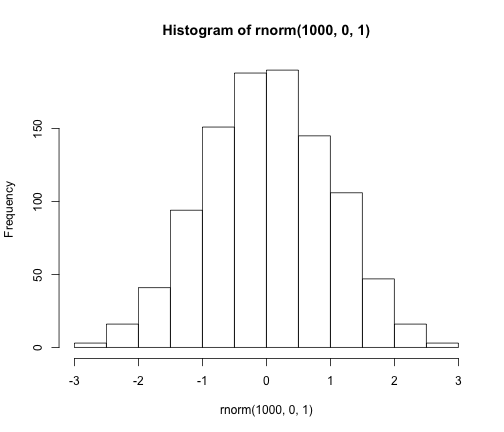 Histogram of rnorm(1000, 0, 1)
Frequency
150
100
50
0
-3 -2 -1 0 1 2 3
rnorm(1000, 0, 1)